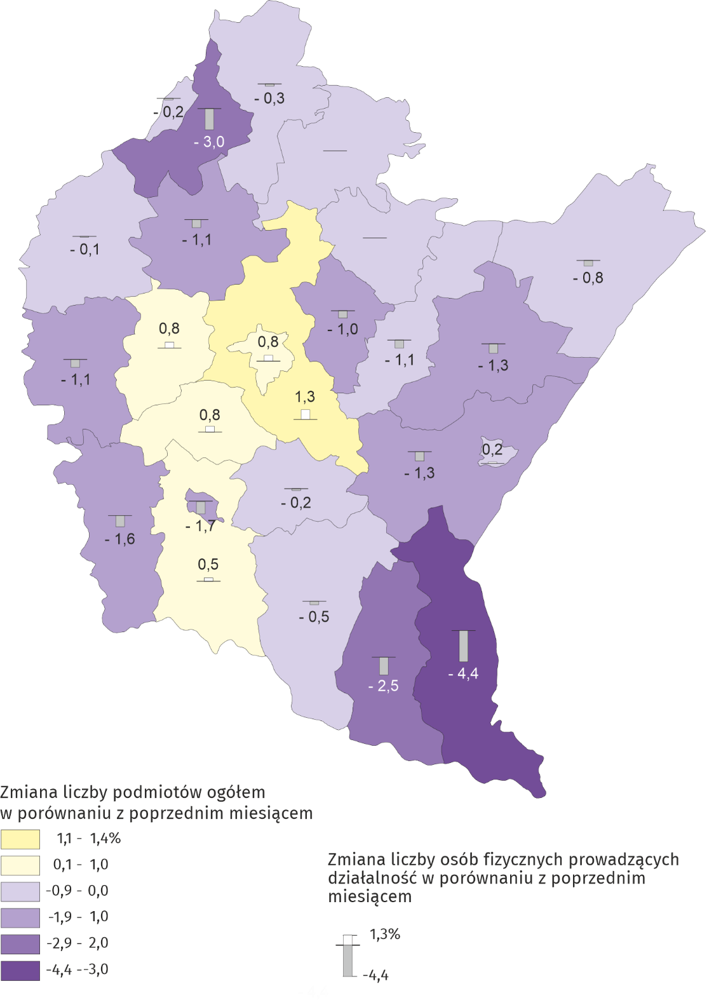 - 0,3
- 0,2
- 3,0
- 1,1
- 0,1
- 0,8
- 1,0
0,8
0,8
- 1,1
- 1,3
- 1,1
1,3
0,8
0,2
- 1,3
- 0,2
- 1,7
- 1,6
0,5
- 0,5
- 4,4
- 2,5
Zmiana liczby podmiotów ogółem
w porównaniu z poprzednim miesiącem
1,1 - 1,4%
0,1 - 1,0
-0,9 - 0,0
-1,9 - 1,0
-2,9 - 2,0
-4,4 --3,0
Zmiana liczby osób fizycznych prowadzących
działalność w porównaniu z poprzednim
miesiącem
1,3%
-4,4